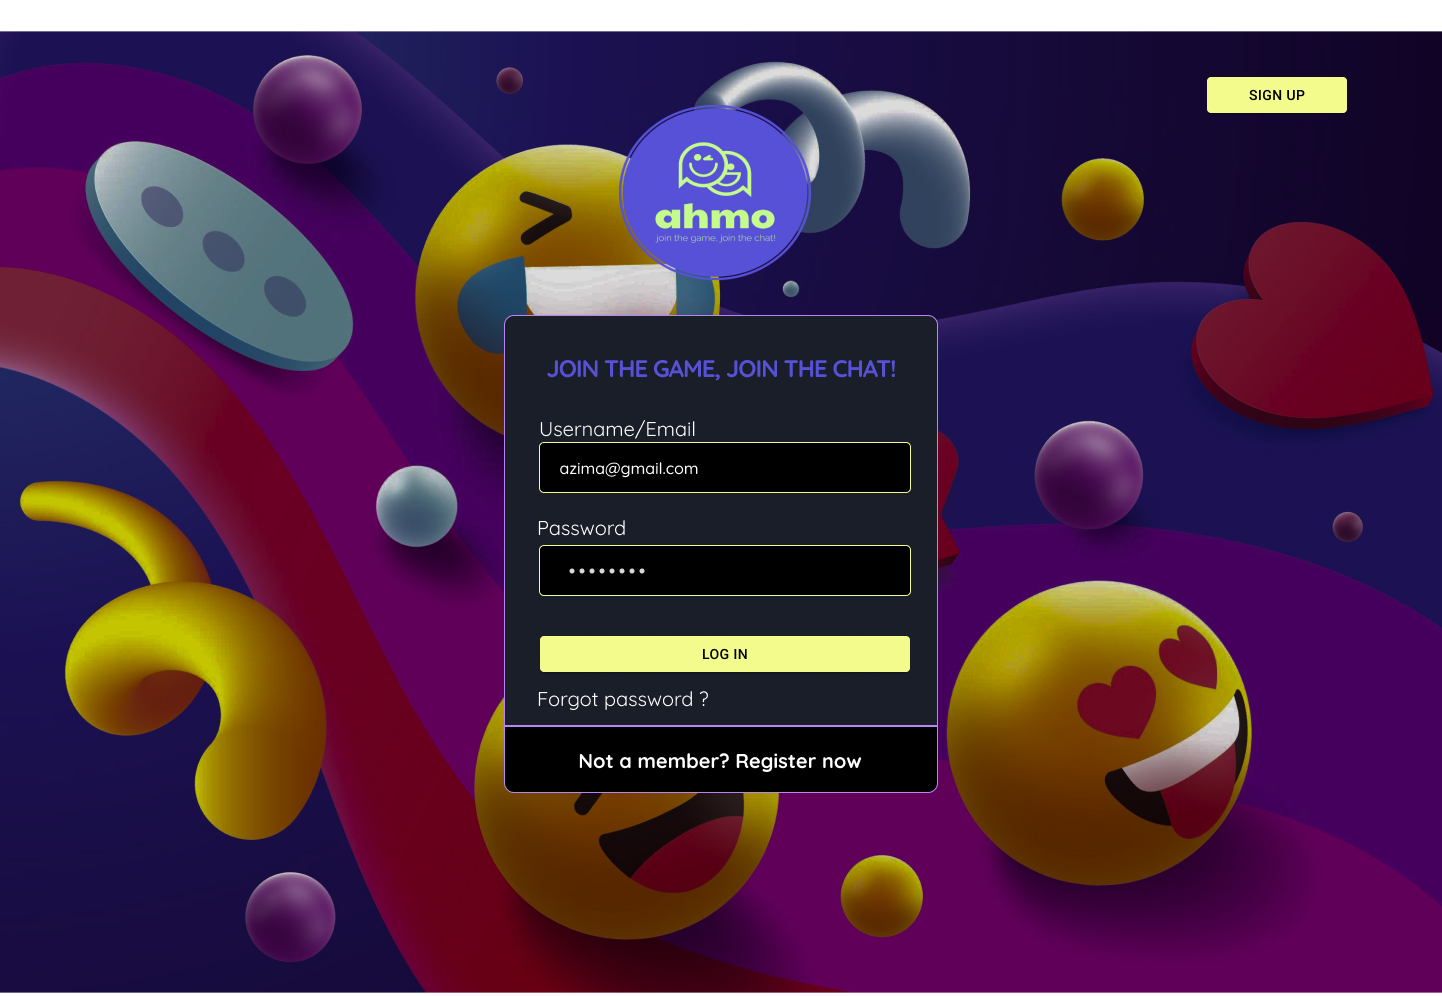 SIGN UP
ahmo
join the game, join the chat!
JOIN THE GAME, JOIN THE CHAT!
Username/Email
azima@gmail.com
Password
••••••••
LOG IN
Forgot password ?
Not a member? Register now